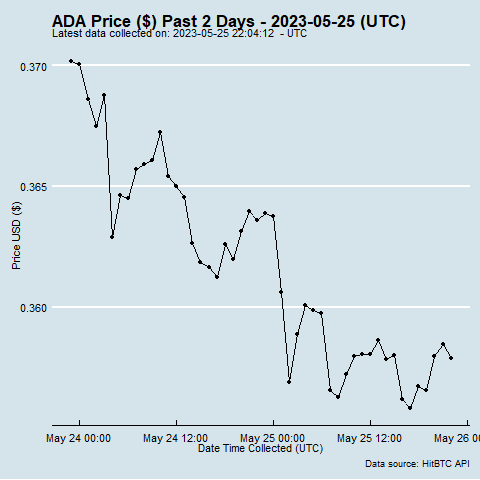 ADA Price ($) Past 2 Days - 2023-05-25 (UTC)
Latest data collected on: 2023-05-25 22:04:12 - UTC
0.370
0.365
0.360
Price USD ($)
May 24 00:00 May 24 12:00 May 25 00:00 May 25 12:00 May 26 00
Date Time Collected (UTC)
Data source: HitBTC API